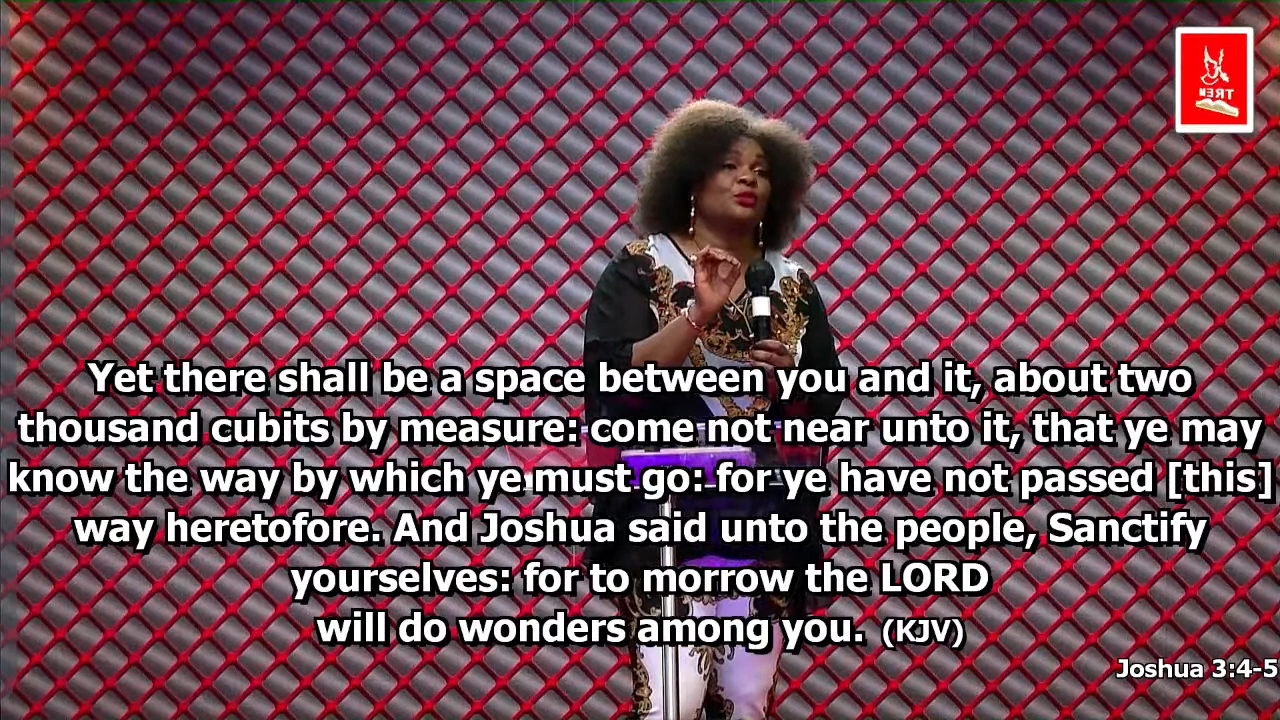 TREM
Yet there shall be a space between you and it, about two
thousand cubits by measure: come not near unto it, that ye may
know the way by which ye must go: for ye have not passed [this]
way heretofore. And Joshua said unto the people, Sanctify
yourselves: for to morrow the LORD
will do wonders among you. (KJV)
Joshua 3:4-5